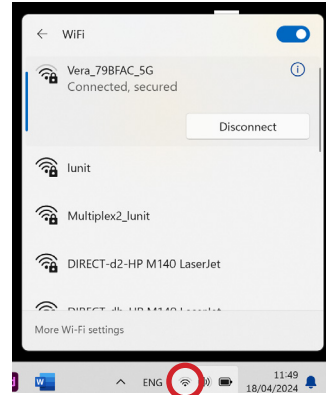 WiFi
Vera_79BFAC_5G
Connected, secured
Disconnect
lunit
Multiplex2_lunit
DIRECT-d2-HP M140 LaserJet
More Wi-Fi settings
W
ENG
11:49
18/04/2024